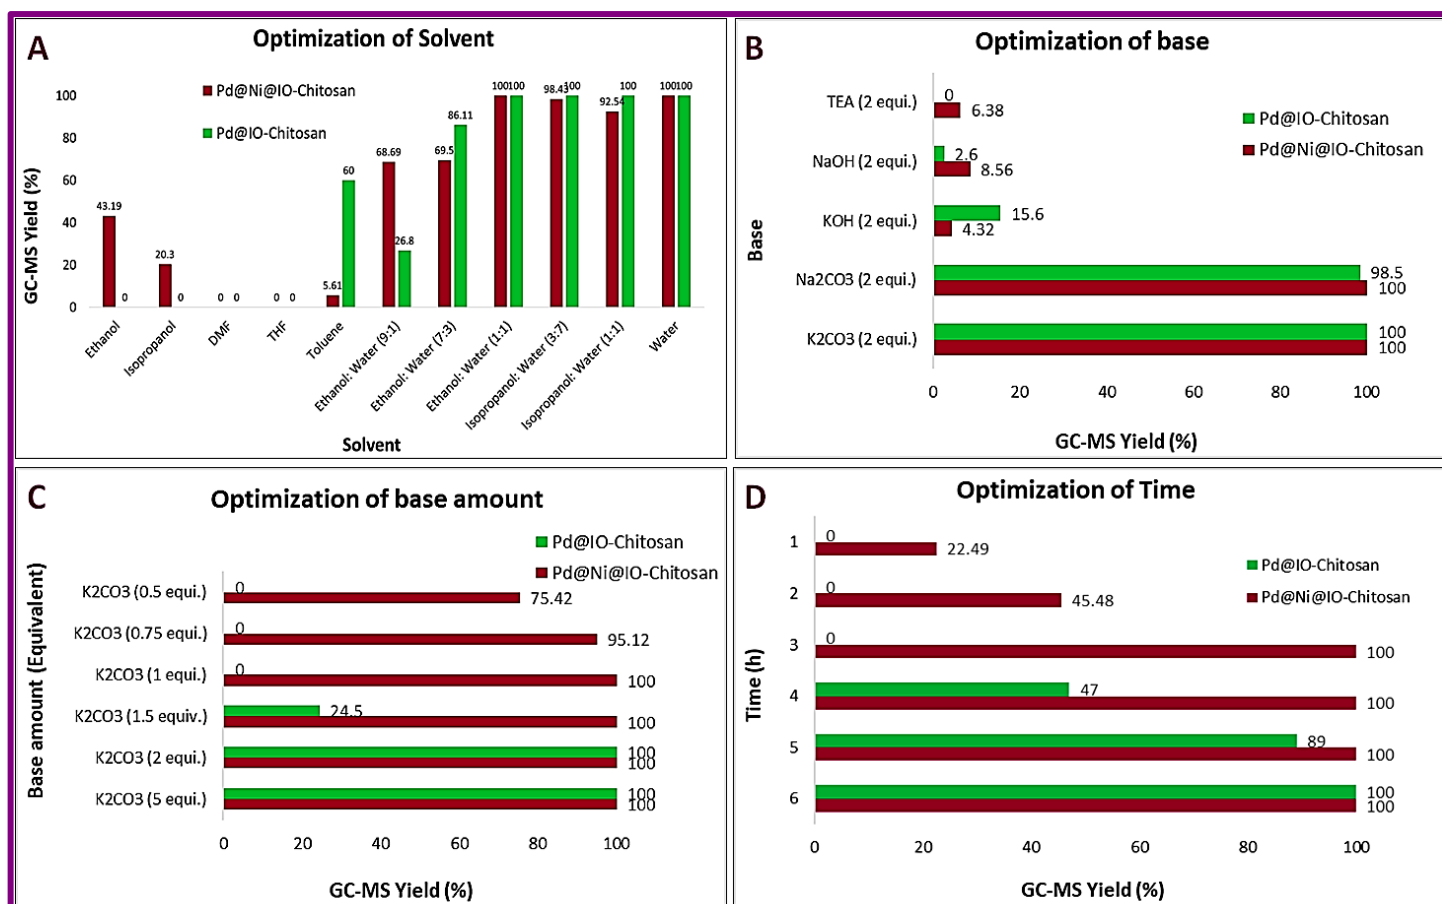 A
Optimization of Solvent
Pd@Ni@IO-Chitosan
Pd@IO-Chitosan
GC-MS Yield (%)
100
80
60
40
20
0
43.19
0
20.3
0
0
0
0
0
5.61
60
68.69
26.8
69.5
86.11
100
100
98.43
100
92.54
100
100
100
Ethanol
Isopropanol
DMF
THF
Toluene
Ethanol: Water (9:1)
Ethanol: Water (7:3)
Ethanol: Water (1:1)
Isopropanol: Water (3:7)
Isopropanol: Water (1:1)
Water
Solvent
B
Optimization of base
Pd@IO-Chitosan
Pd@Ni@IO-Chitosan
Base
TEA (2 equi.)
0
6.38
NaOH (2 equi.)
2.6
8.56
KOH (2 equi.)
15.6
4.32
Na2CO3 (2 equi.)
98.5
100
K2CO3 (2 equi.)
100
100
0 20 40 60 80 100
GC-MS Yield (%)
C
Optimization of base amount
Pd@IO-Chitosan
Pd@Ni@IO-Chitosan
Base amount (Equivalent)
K2CO3 (0.5 equi.)
0
75.42
K2CO3 (0.75 equi.)
0
95.12
K2CO3 (1 equi.)
0
100
K2CO3 (1.5 equiv.)
24.5
100
K2CO3 (2 equi.)
100
100
K2CO3 (5 equi.)
100
100
0 20 40 60 80 100
GC-MS Yield (%)
D
Optimization of Time
Pd@IO-Chitosan
Pd@Ni@IO-Chitosan
Time (h)
1
0
22.49
2
0
45.48
3
0
100
4
47
100
5
89
100
6
100
100
0 20 40 60 80 100
GC-MS Yield (%)